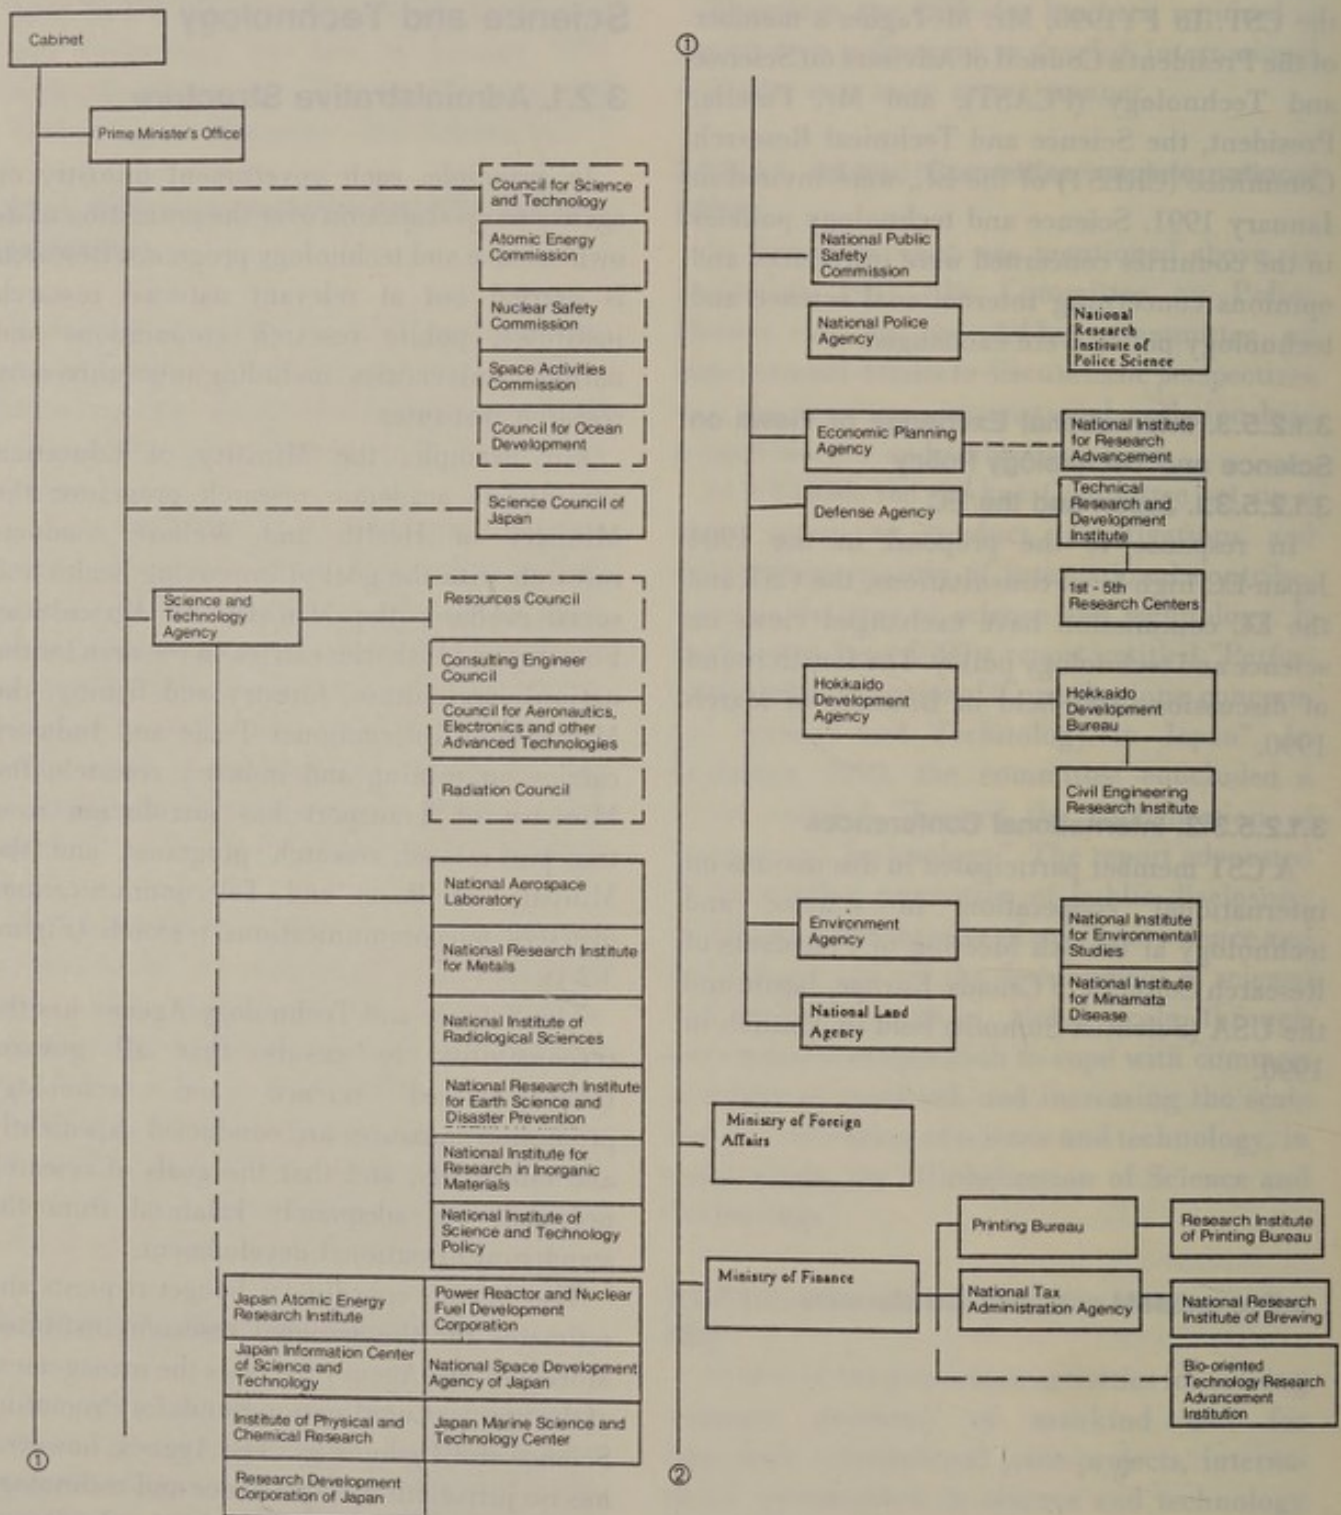 Cabinet
Prime Minister's Office
Council for Science
and Technology
Atomic Energy
Commission
Nuclear Safety
Commission
Space Activities
Commission
Council for Ocean
Development
Science Council of
Japan
Science and
Technology
Agency
Resources Council
Consulting Engineer
Council
Council for Aeronautics,
Electronics and other
Advanced Technologies
Radiation Council
National Aerospace
Laboratory
National Research Institute
for Metals
National Institute of
Radiological Sciences
National Research Institute
for Earth Science and
Disaster Prevention
National Institute for
Research in Inorganic
Materials
National Institute of
Science and Technology
Policy
Japan Atomic Energy
Research Institute
Power Reactor and Nuclear
Fuel Development
Corporation
Japan Information Center
of Science and
Technology
National Space Development
Agency of Japan
Institute of Physical and
Chemical Research
Japan Marine Science and
Technology Center
Research Development
Corporation of Japan
①
①
National Public
Safety
Commission
National Police
Agency
National
Research
Institute of
Police Science
Economic Planning
Agency
National Institute
for Research
Advancement
Defense Agency
Technical
Research and
Development
Institute
1st - 5th
Research Centers
Hokkaido
Development
Agency
Hokkaido
Development
Bureau
Civil Engineering
Research Institute
Environment
Agency
National Institute
for Environmental
Studies
National Institute
for Minamata
Disease
National Land
Agency
Ministry of Foreign
Affairs
Ministry of Finance
Printing Bureau
Research Institute
of Printing Bureau
National Tax
Administration Agency
National Research
Institute of Brewing
Bio-oriented
Technology Research
Advancement
Institution
②